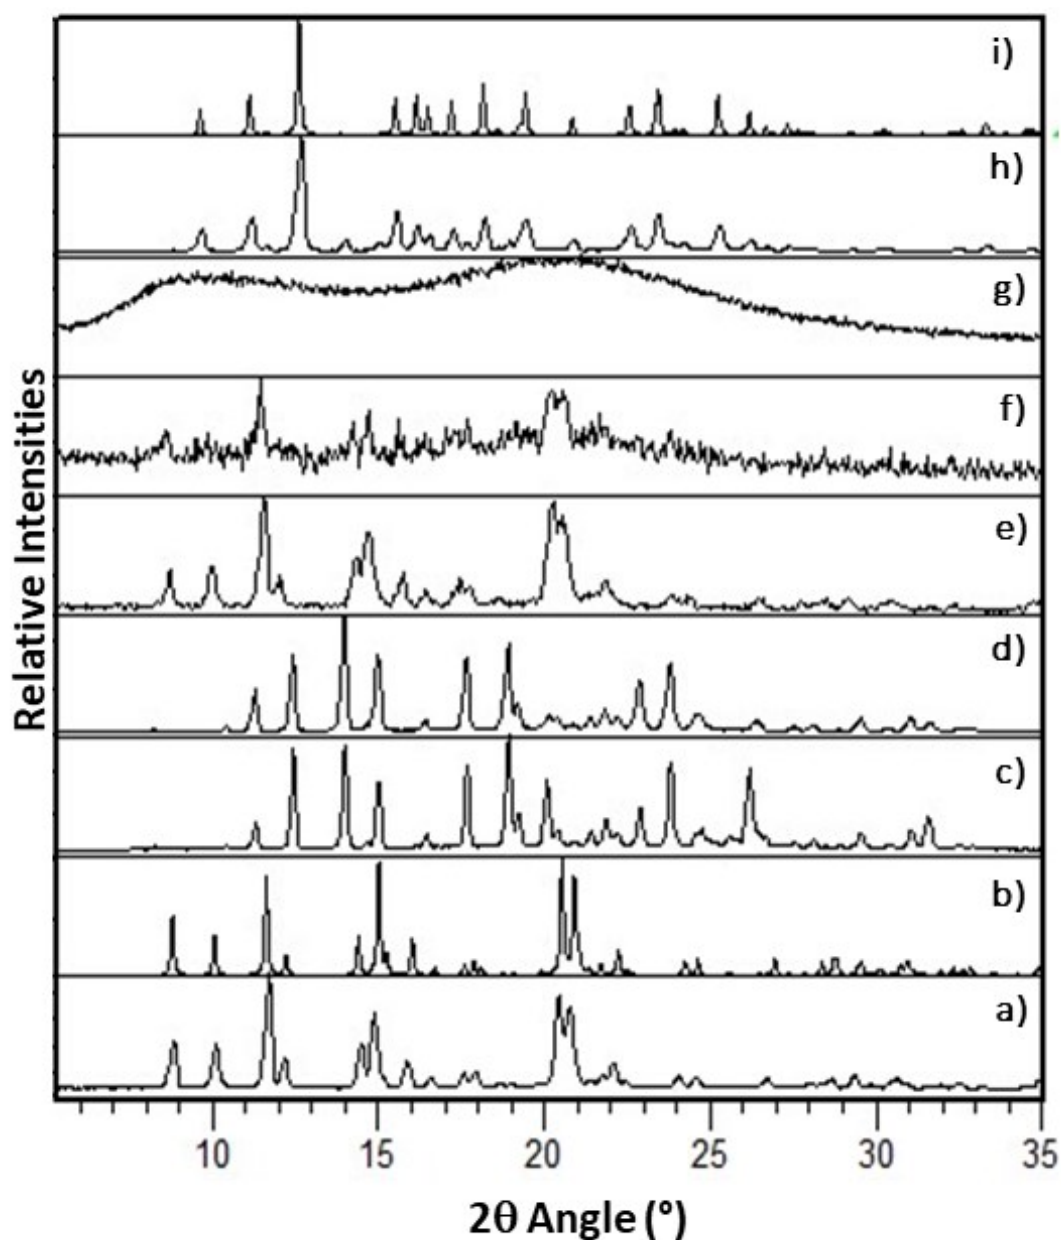 i)
h)
g)
f)
e)
d)
c)
b)
a)
Relative Intensities
10 15 20 25 30 35
2θ Angle (°)